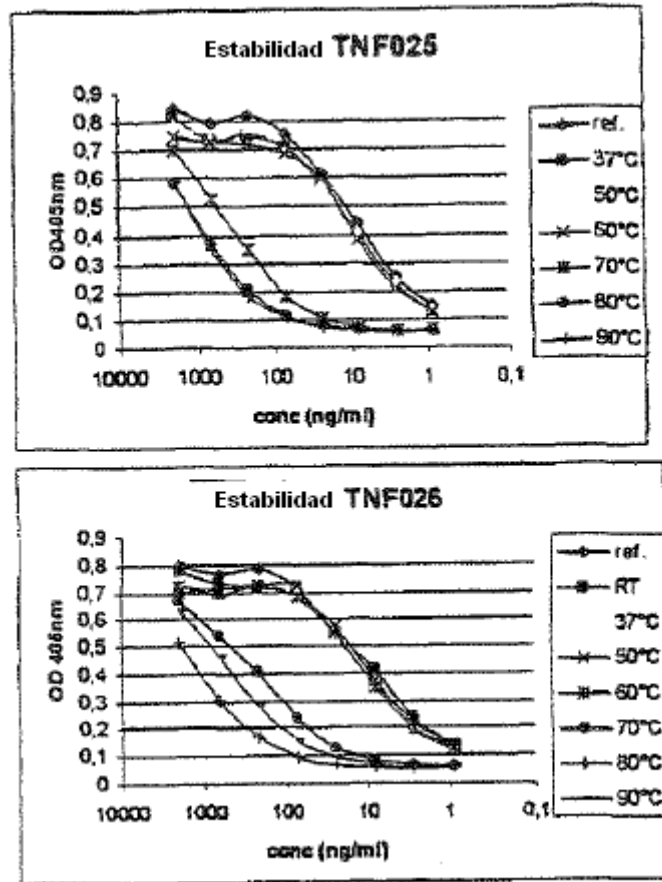 Estabilidad TNF025
0,9
0,8
0,7
0,6
0,5
0,4
0,3
0,2
0,1
0
OD405nm
10000 1000 100 10 1 0,1
conc (ng/ml)
ref.
37°C
50°C
60°C
70°C
80°C
90°C
Estabilidad TNF026
0,9
0,8
0,7
0,6
0,5
0,4
0,3
0,2
0,1
0
OD 405nm
10000 1000 100 10 1 0,1
conc (ng/ml)
ref.
RT
37°C
50°C
60°C
70°C
80°C
90°C